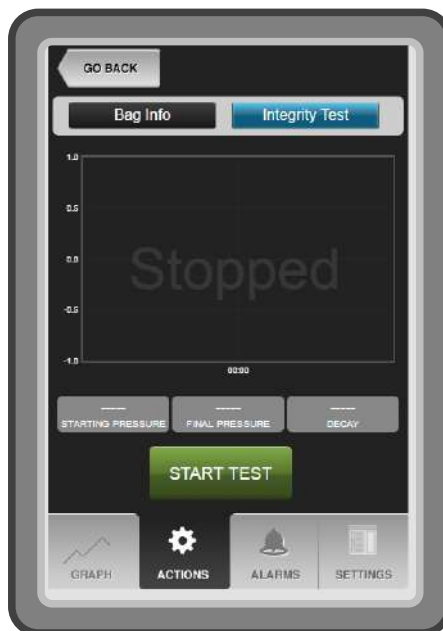 GO BACK
Bag Info
Integrity Test
1.0
0.5
0.0
-0.5
-1.0
Stopped
00:00
-----
STARTING PRESSURE
-----
FINAL PRESSURE
-----
DECAY
START TEST
GRAPH
ACTIONS
ALARMS
SETTINGS